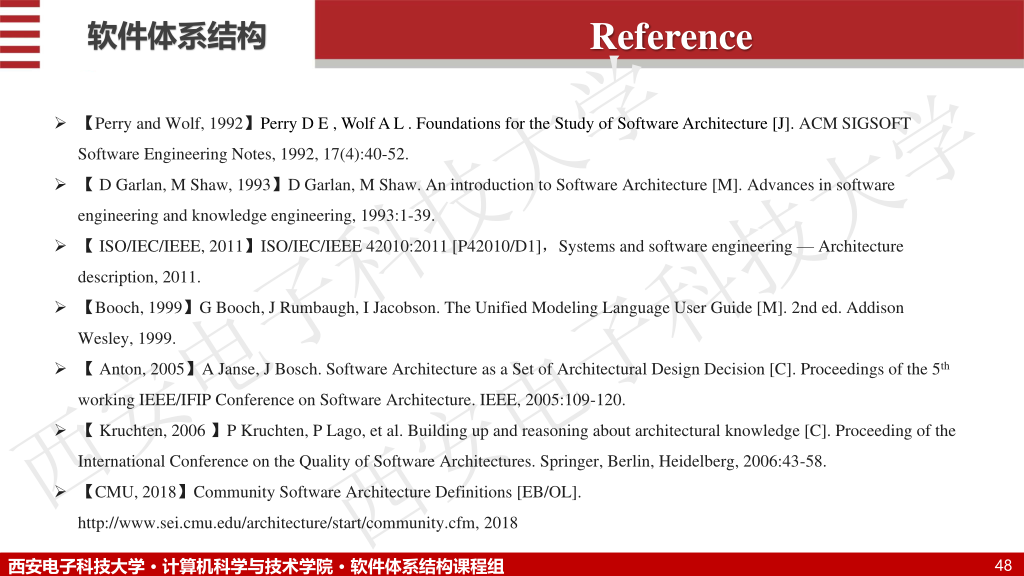 软件体系结构
Reference
➢ 【Perry and Wolf, 1992】Perry D E , Wolf A L . Foundations for the Study of Software Architecture [J]. ACM SIGSOFT
Software Engineering Notes, 1992, 17(4):40-52.
➢ 【 D Garlan, M Shaw, 1993】D Garlan, M Shaw. An introduction to Software Architecture [M]. Advances in software
engineering and knowledge engineering, 1993:1-39.
➢ 【 ISO/IEC/IEEE, 2011】ISO/IEC/IEEE 42010:2011 [P42010/D1]，Systems and software engineering — Architecture
description, 2011.
➢ 【Booch, 1999】G Booch, J Rumbaugh, I Jacobson. The Unified Modeling Language User Guide [M]. 2nd ed. Addison
Wesley, 1999.
➢ 【 Anton, 2005】A Janse, J Bosch. Software Architecture as a Set of Architectural Design Decision [C]. Proceedings of the 5th
working IEEE/IFIP Conference on Software Architecture. IEEE, 2005:109-120.
➢ 【 Kruchten, 2006 】P Kruchten, P Lago, et al. Building up and reasoning about architectural knowledge [C]. Proceeding of the
International Conference on the Quality of Software Architectures. Springer, Berlin, Heidelberg, 2006:43-58.
➢ 【CMU, 2018】Community Software Architecture Definitions [EB/OL].
http://www.sei.cmu.edu/architecture/start/community.cfm, 2018
西安电子科技大学
西安电子科技大学
西安电子科技大学 • 计算机科学与技术学院 • 软件体系结构课程组
48